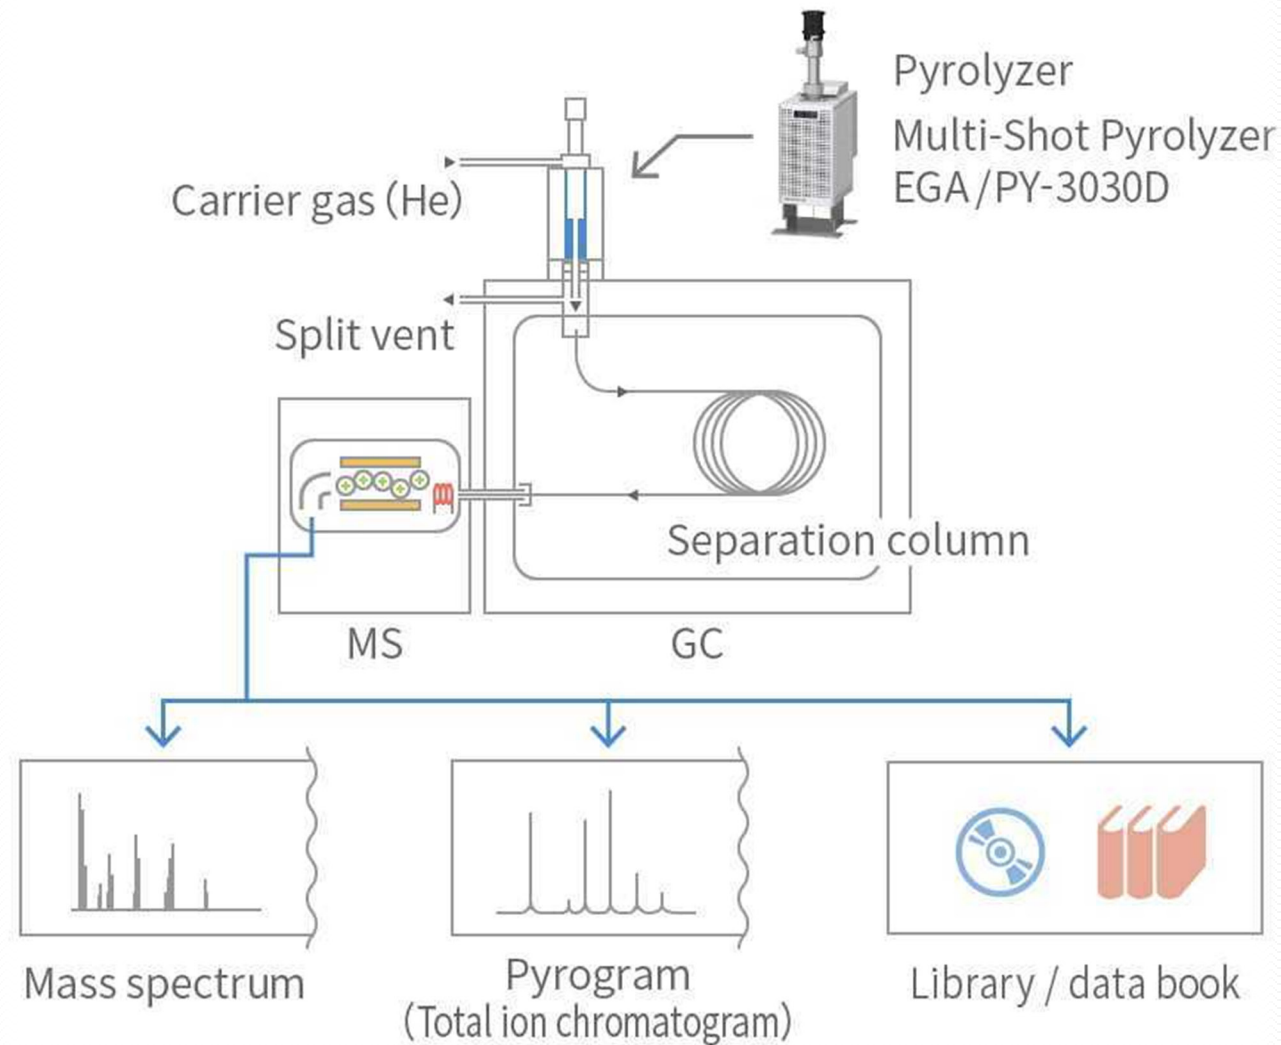 Pyrolyzer
Multi-Shot Pyrolyzer
EGA/PY-3030D
Carrier gas (He)
Split vent
Separation column
MS
GC
Mass spectrum
Pyrogram
(Total ion chromatogram)
Library / data book